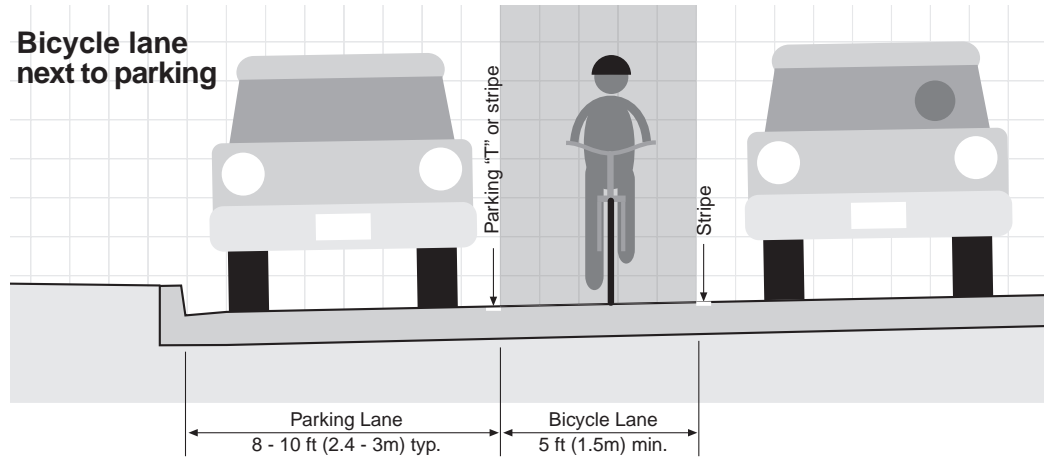 Bicycle lane
next to parking
Parking “T” or stripe
Stripe
Parking Lane
8 - 10 ft (2.4 - 3m) typ.
Bicycle Lane
5 ft (1.5m) min.